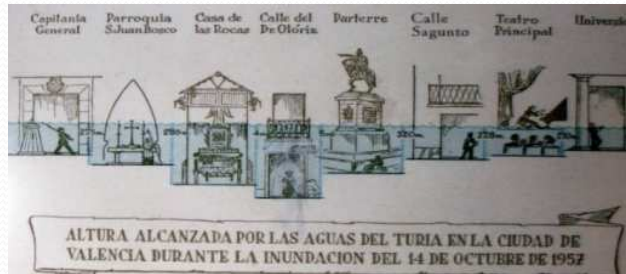 Capitanía General
Parroquia S.Juan Bosco
Casa de las Rocas
Calle del Dr Olóriz
Parterre
Calle Sagunto
Teatro Principal
ALTURA ALCANZADA POR LAS AGUAS DEL TURIA EN LA CIUDAD DE
VALENCIA DURANTE LA INUNDACION DEL 14 DE OCTUBRE DE 1957